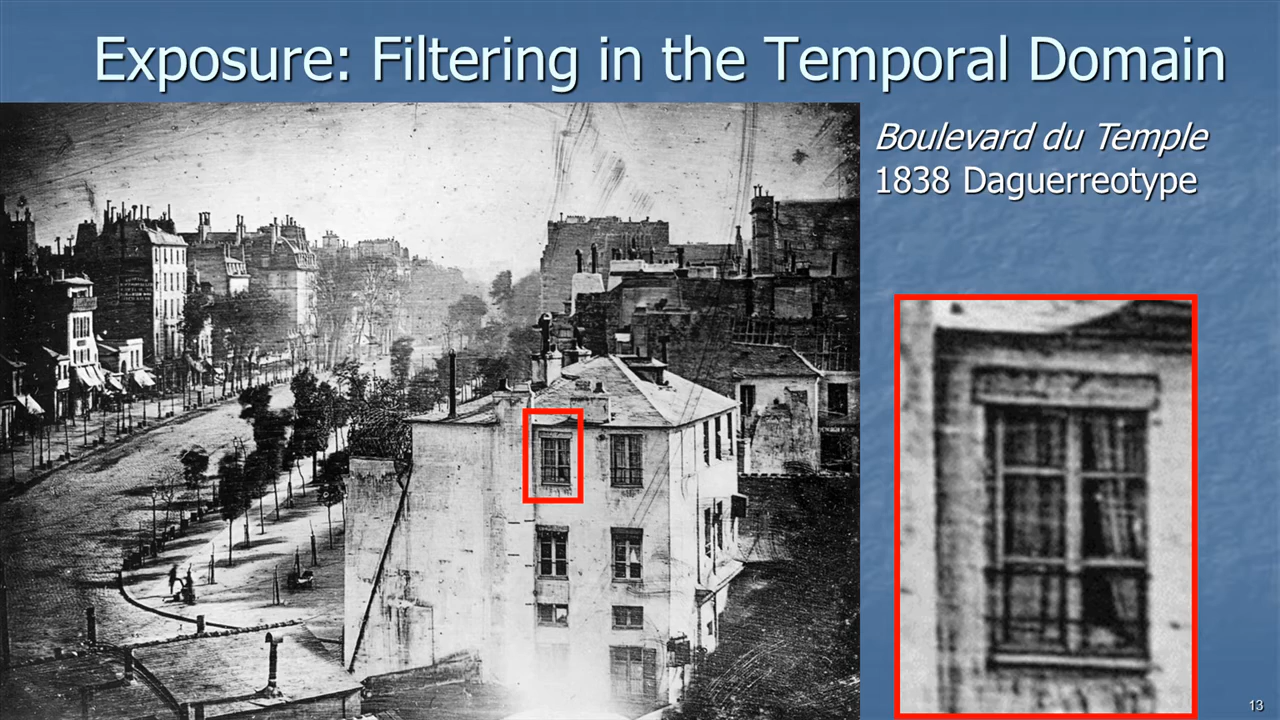 Exposure: Filtering in the Temporal Domain
Boulevard du Temple
1838 Daguerreotype
13